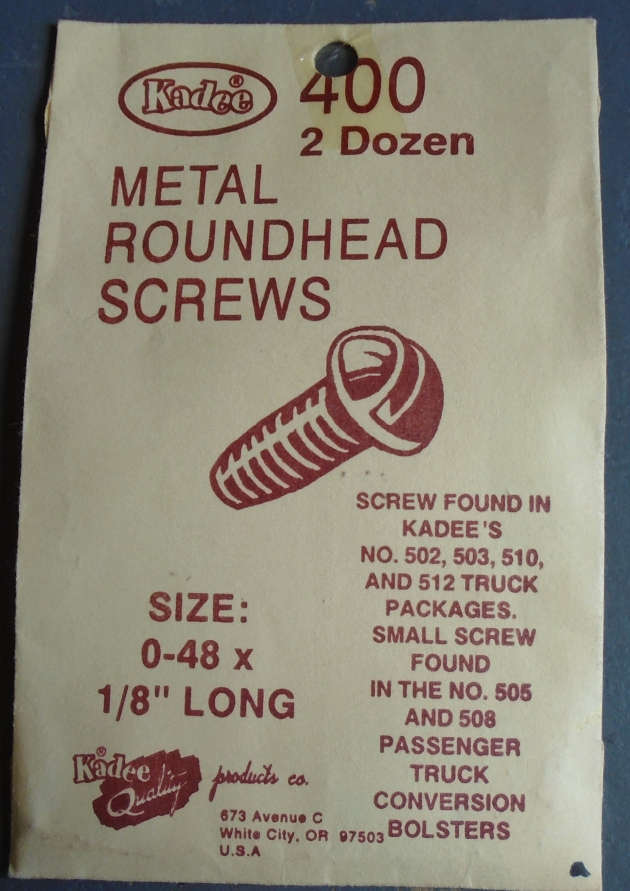 Kadee®
400
2 Dozen
METAL
ROUNDHEAD
SCREWS
SCREW FOUND IN
KADEE'S
NO. 502, 503, 510,
AND 512 TRUCK
PACKAGES.
SMALL SCREW
FOUND
IN THE NO. 505
AND 508
PASSENGER
TRUCK
CONVERSION
BOLSTERS
SIZE:
0-48 x
1/8" LONG
Kadee®
Quality
products co.
673 Avenue C
White City, OR 97503
U.S.A